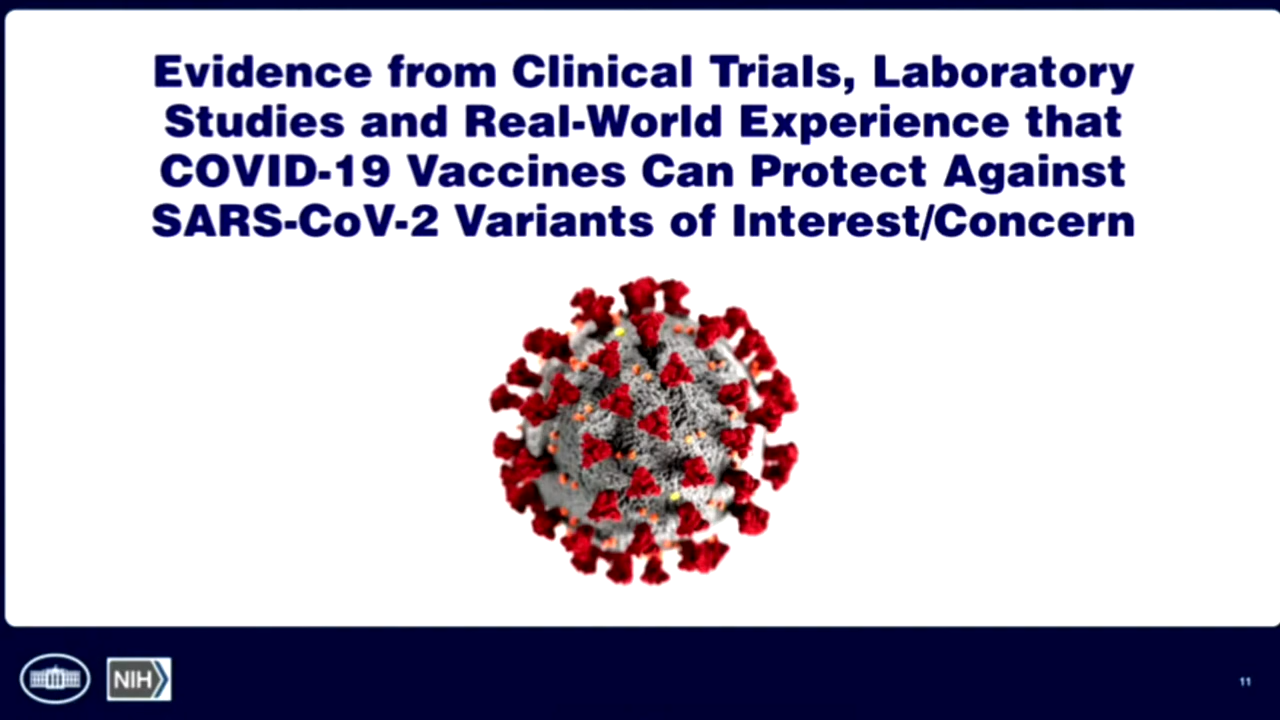 Evidence from Clinical Trials, Laboratory
Studies and Real-World Experience that
COVID-19 Vaccines Can Protect Against
SARS-CoV-2 Variants of Interest/Concern
NIH
11